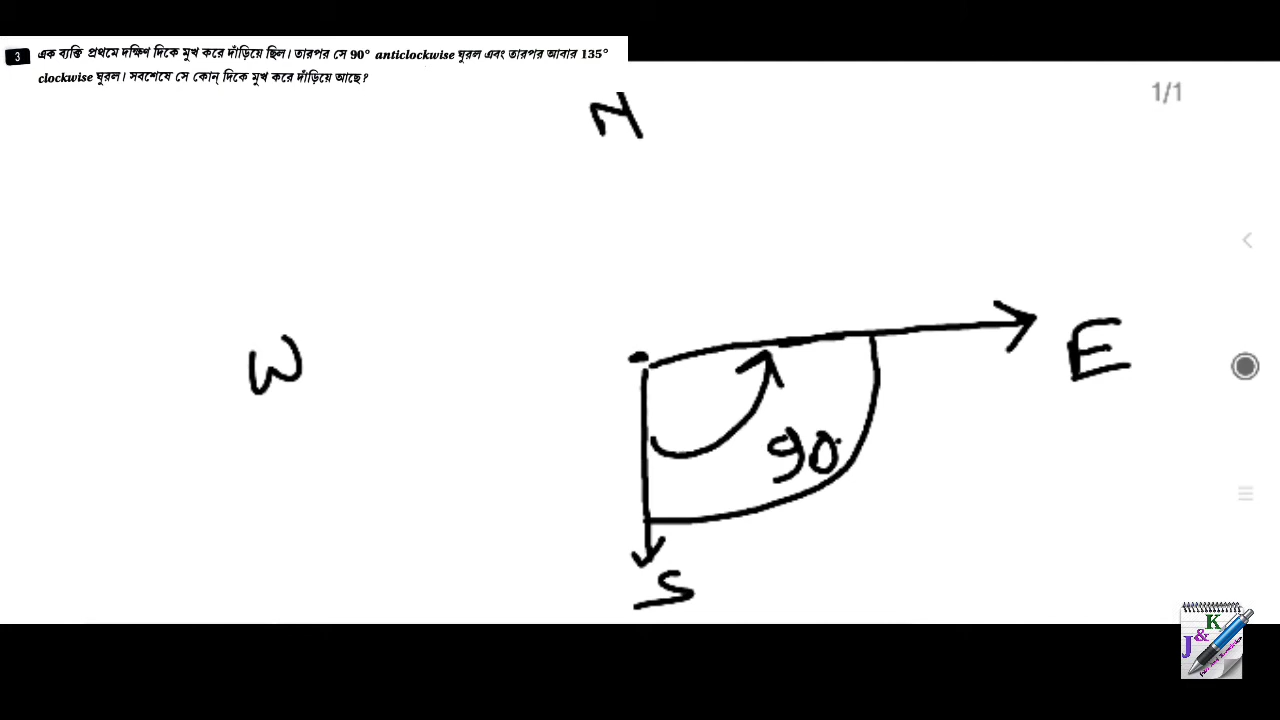 3 এক ব্যক্তি প্রথমে দক্ষিণ দিকে মুখ করে দাঁড়িয়ে ছিল। তারপর সে 90° anticlockwise ঘুরল এবং তারপর আবার 135°
clockwise ঘুরল। সবশেষে সে কোন্ দিকে মুখ করে দাঁড়িয়ে আছে?
1/1
N
W
E
90
S
J&K